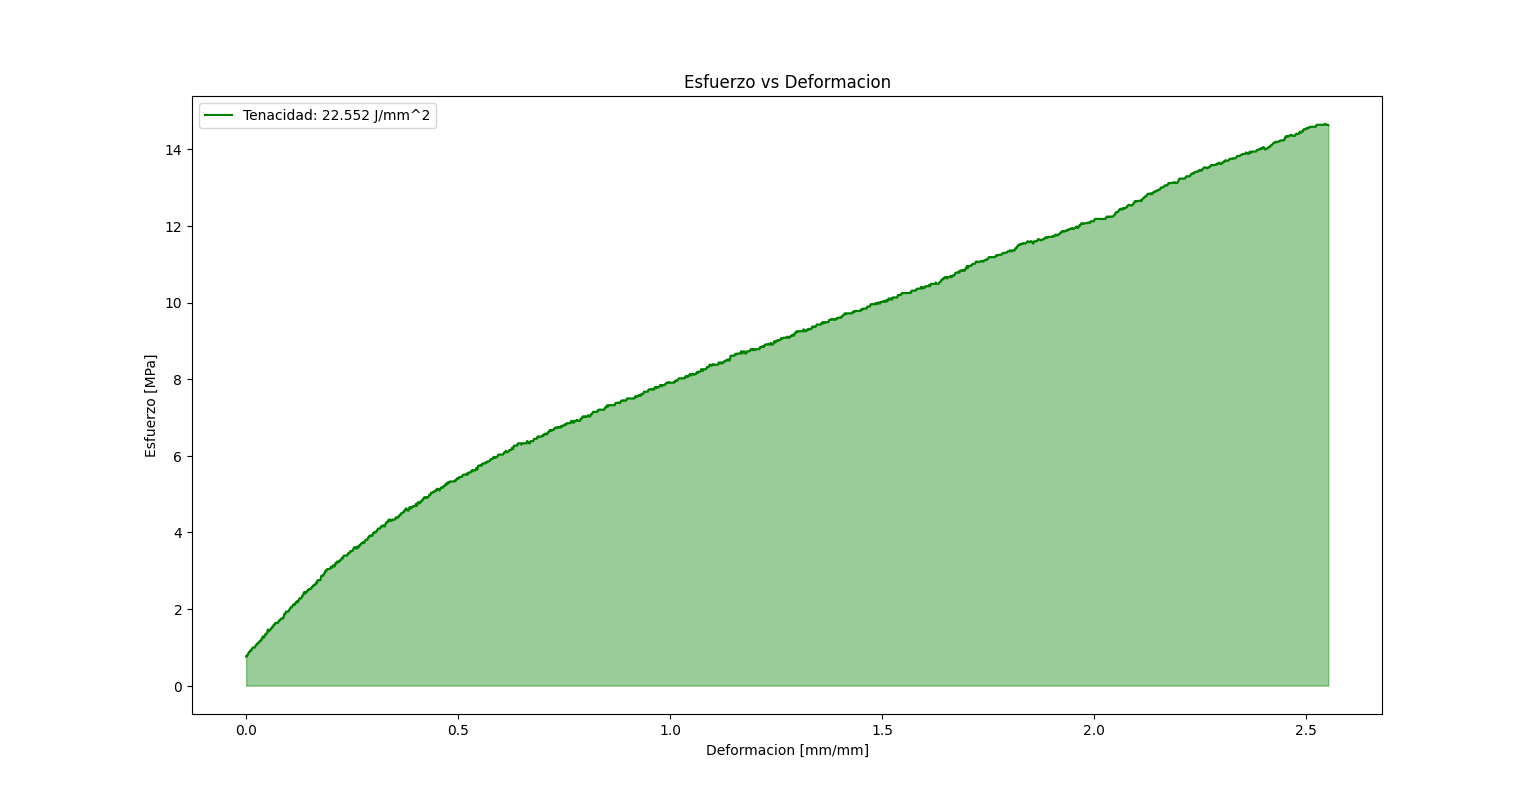 Esfuerzo vs Deformacion
Tenacidad: 22.552 J/mm^2
14
12
10
8
6
4
2
0
Esfuerzo [MPa]
0.0 0.5 1.0 1.5 2.0 2.5
Deformacion [mm/mm]